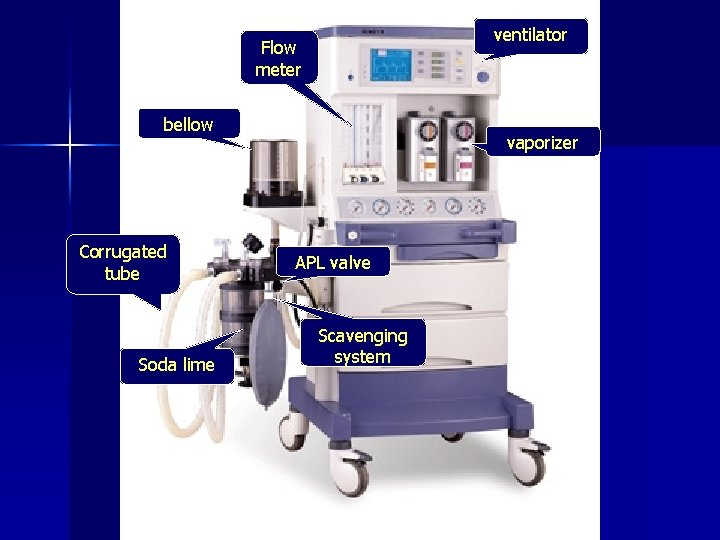 ventilator
Flow
meter
bellow
vaporizer
Corrugated
tube
APL valve
Scavenging
system
Soda lime